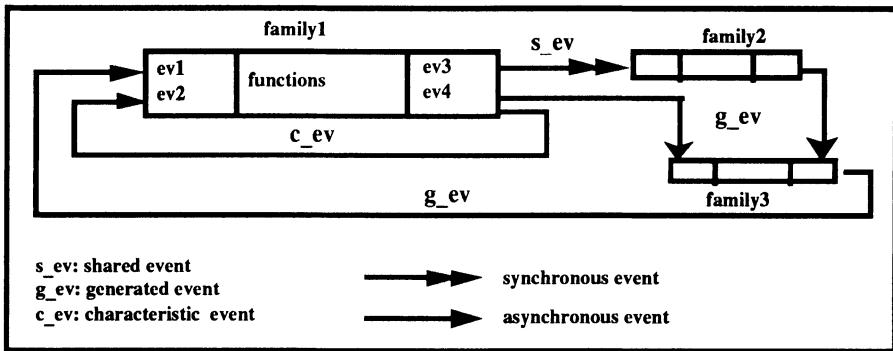 family1
s_ev
family2
ev1
functions
ev3
ev2
ev4
g_ev
c_ev
g_ev
family3
s_ev: shared event
g_ev: generated event
c_ev: characteristic event
synchronous event
asynchronous event